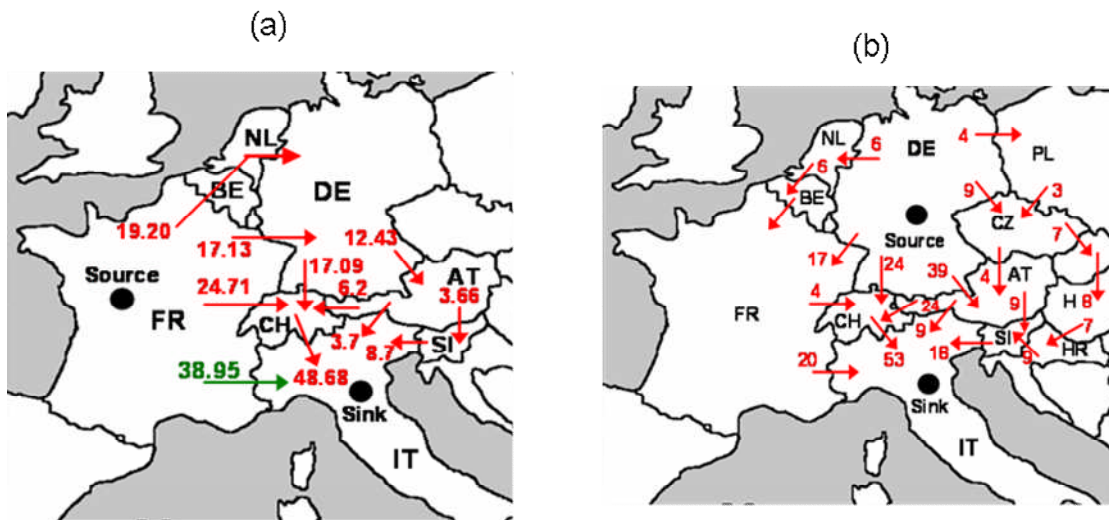 (a)
NL
BE
DE
19.20
17.13
12.43
Source
17.09
AT
24.71
6.2
3.66
FR
CH
3.7
SI
8.7
38.95
48.68
Sink
IT
(b)
NL
6
DE
4
PL
6
BE
9
3
CZ
Source
7
17
24
39
4
AT
FR
4
24
9
H
8
CH
9
7
SI
HR
20
53
18
9
Sink
IT